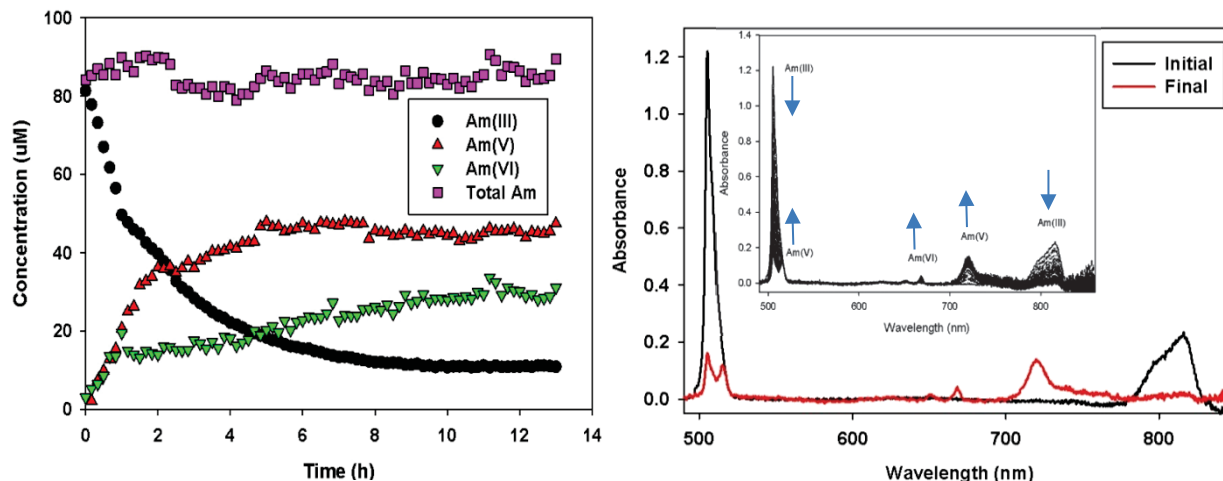 100
80
60
40
20
0
Concentration (uM)
0 2 4 6 8 10 12 14
Time (h)
Am(III)
Am(V)
Am(VI)
Total Am
1.2
1.0
0.8
0.6
0.4
0.2
0.0
Absorbance
500 600 700 800
Wavelength (nm)
Initial
Final
1.4
1.2
1.0
0.8
0.6
0.4
0.2
0.0
Absorbance
500 600 700 800
Wavelength (nm)
Am(III)
Am(V)
Am(VI)
Am(V)
Am(III)